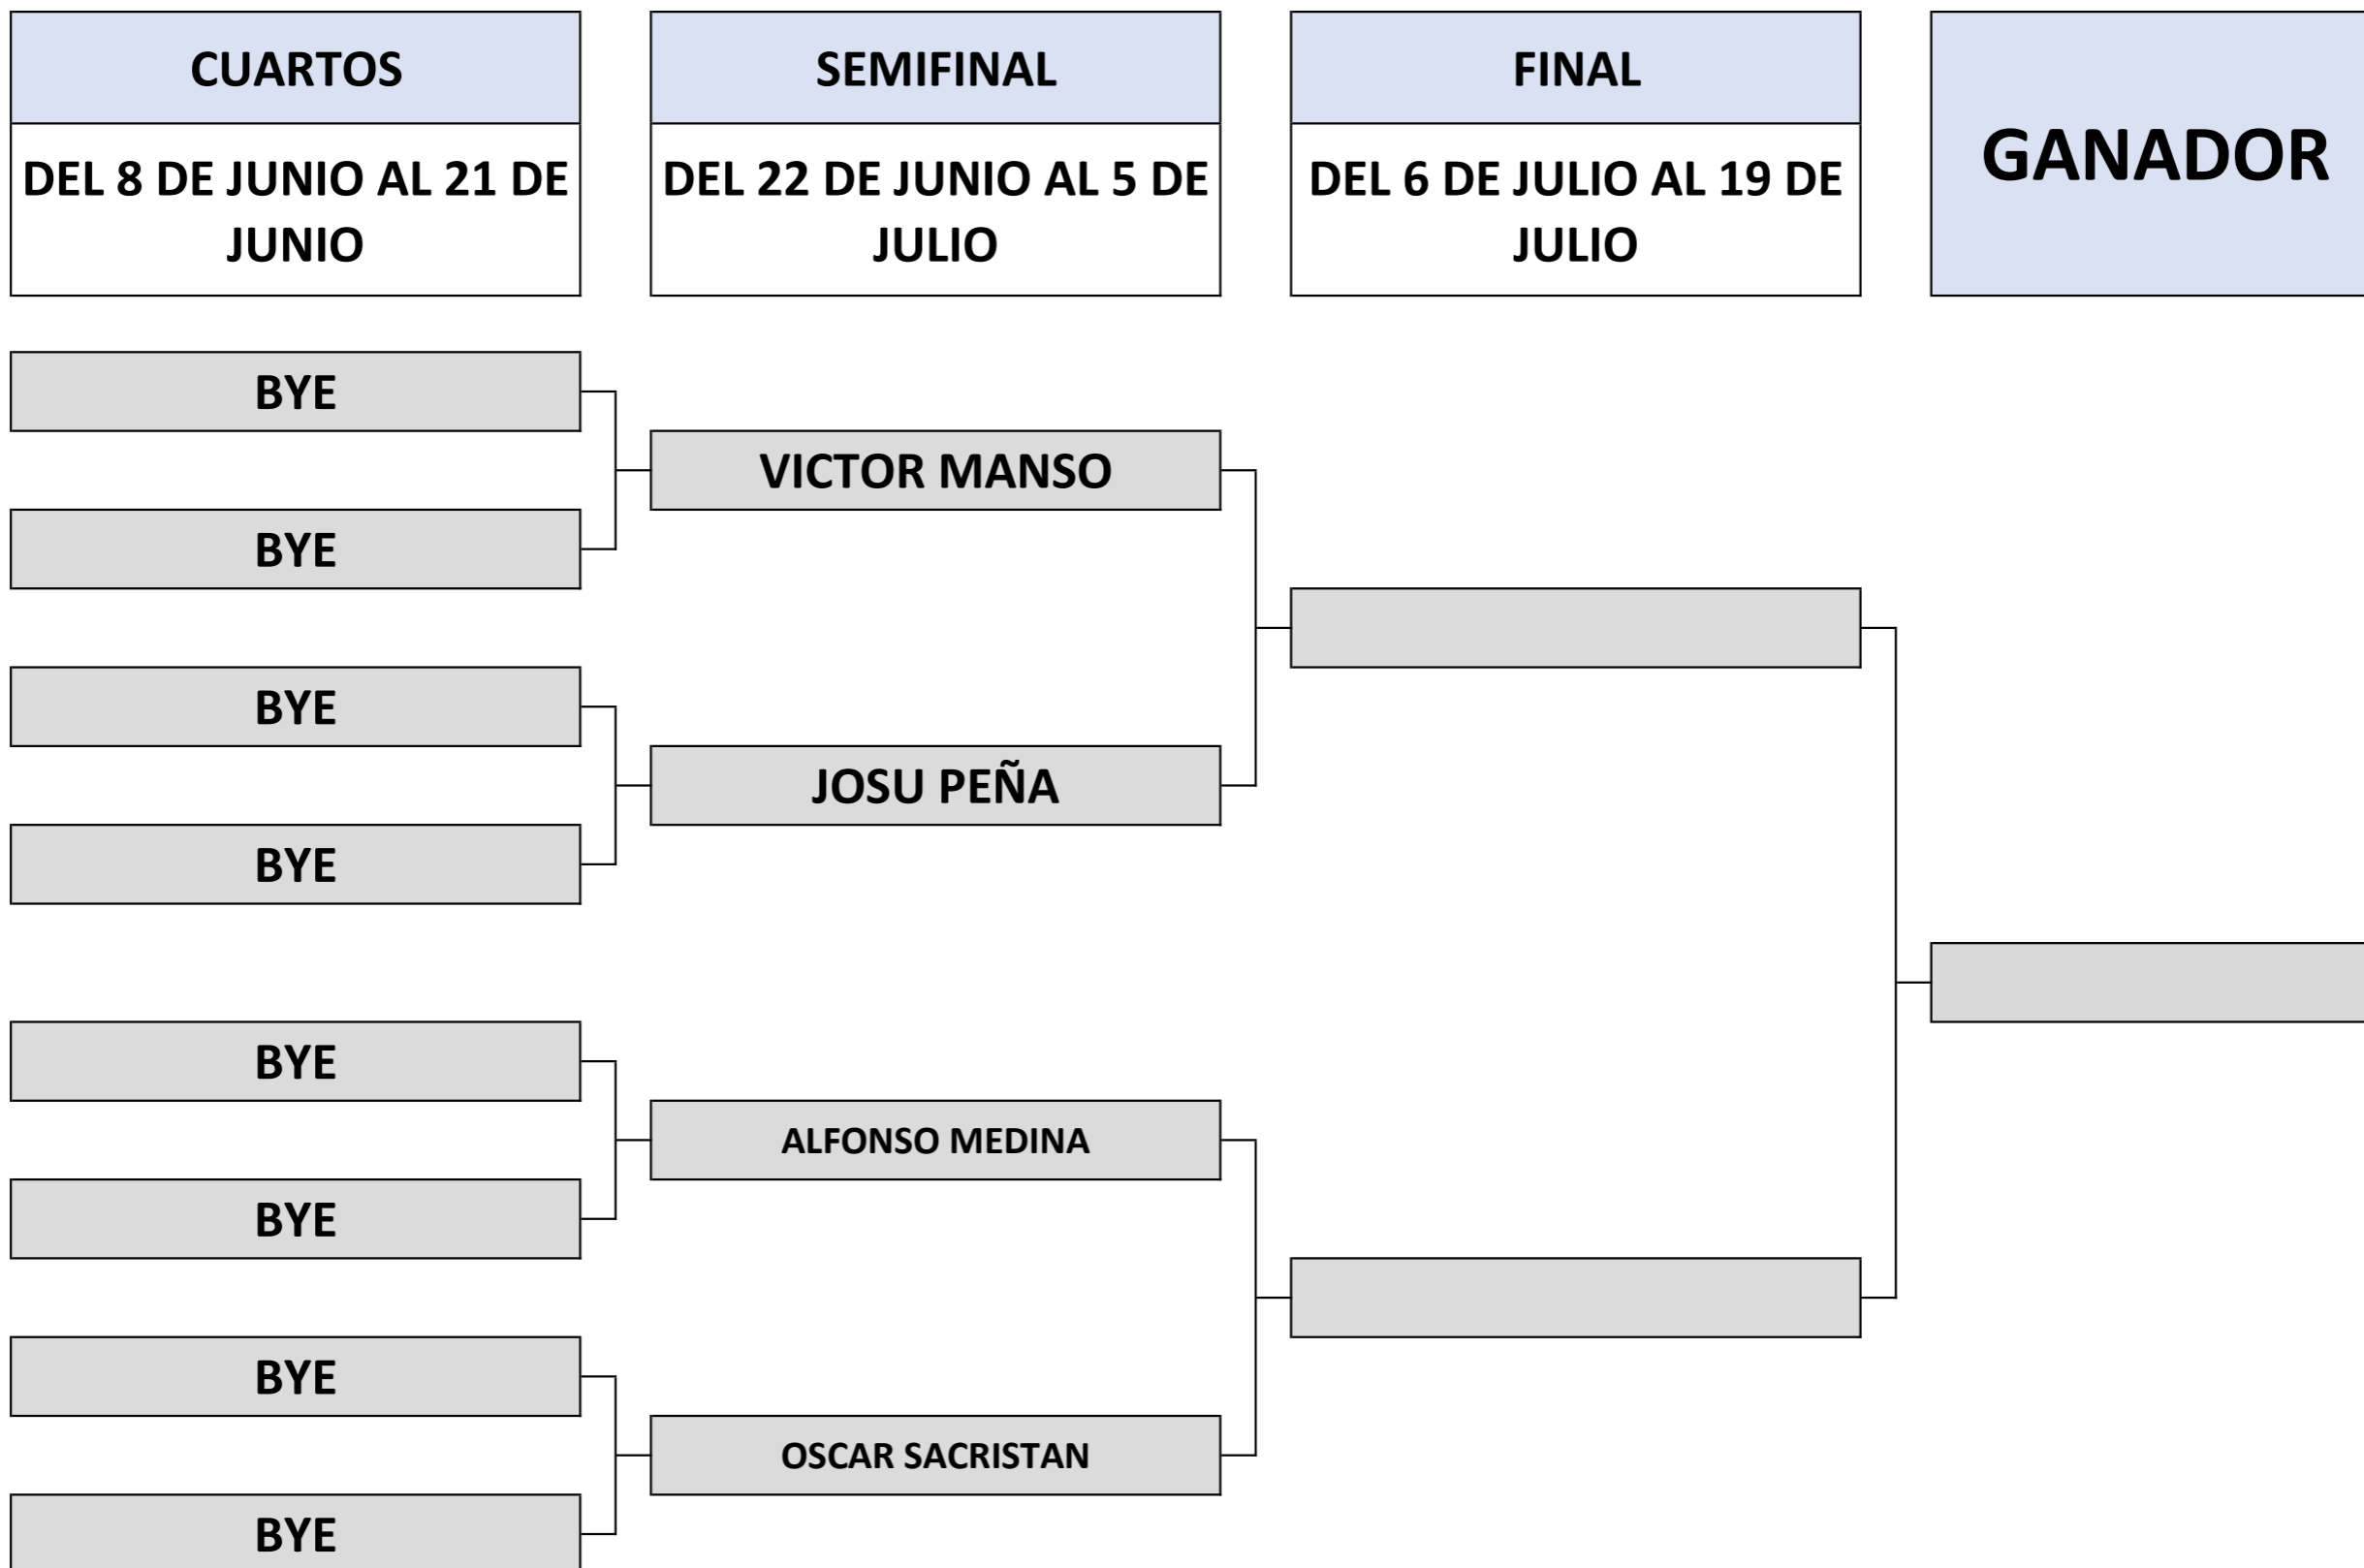 CUARTOS
DEL 8 DE JUNIO AL 21 DE
JUNIO
SEMIFINAL
DEL 22 DE JUNIO AL 5 DE
JULIO
FINAL
DEL 6 DE JULIO AL 19 DE
JULIO
GANADOR
BYE
VICTOR MANSO
BYE
BYE
JOSU PEÑA
BYE
BYE
ALFONSO MEDINA
BYE
BYE
OSCAR SACRISTAN
BYE